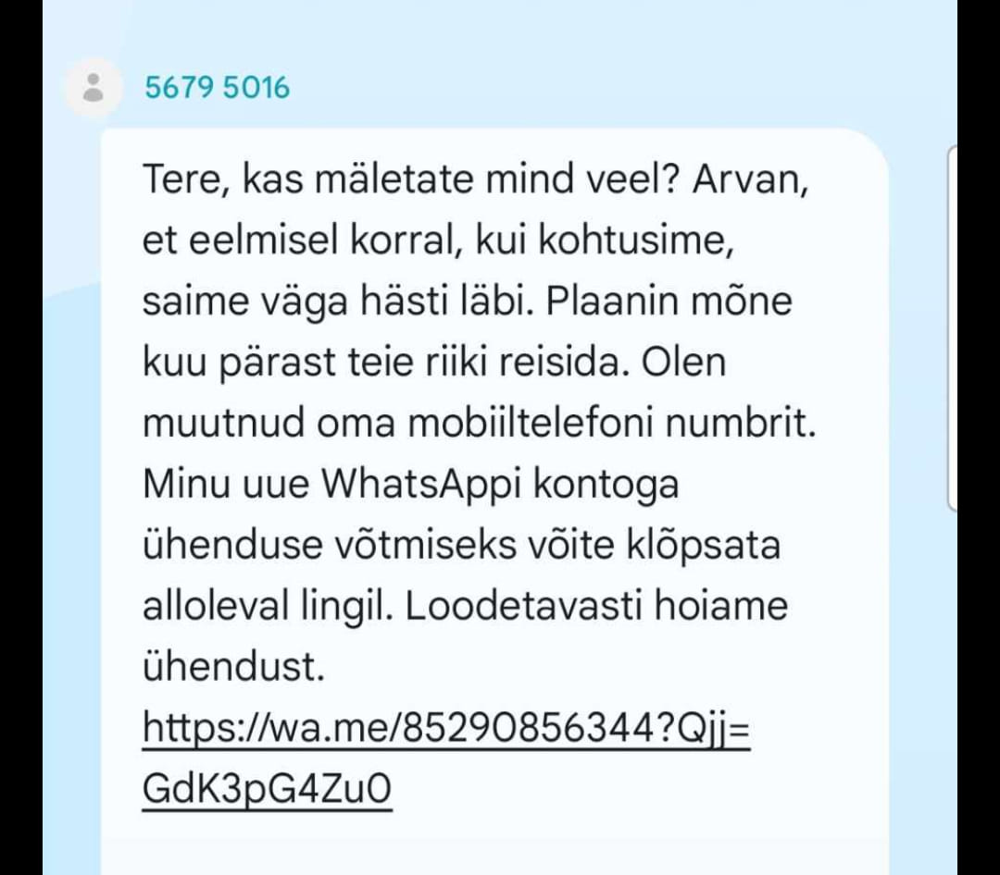 5679 5016
Tere, kas mäletate mind veel? Arvan,
et eelmisel korral, kui kohtusime,
saime väga hästi läbi. Plaanin mõne
kuu pärast teie riiki reisida. Olen
muutnud oma mobiiltelefoni numbrit.
Minu uue WhatsAppi kontoga
ühenduse võtmiseks võite klõpsata
alloleval lingil. Loodetavasti hoiame
ühendust.
https://wa.me/85290856344?Qjj=
GdK3pG4Zu0